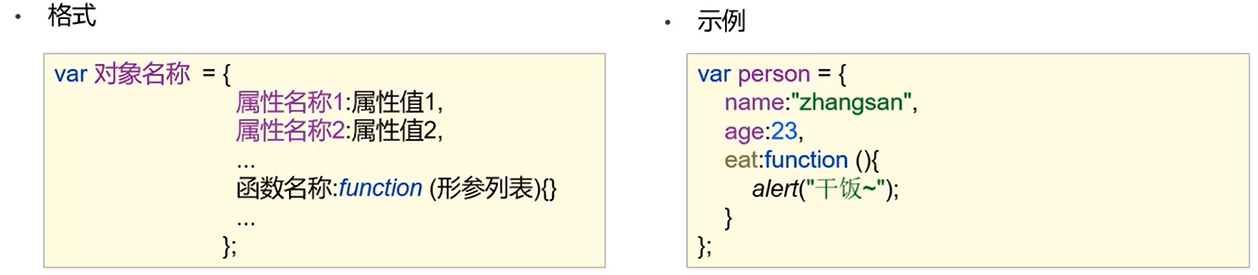 • 格式
var 对象名称 = {
属性名称1:属性值1,
属性名称2:属性值2,
...
函数名称:function (形参列表){}
...
};
• 示例
var person = {
name:"zhangsan",
age:23,
eat:function (){
alert("干饭~");
}
};